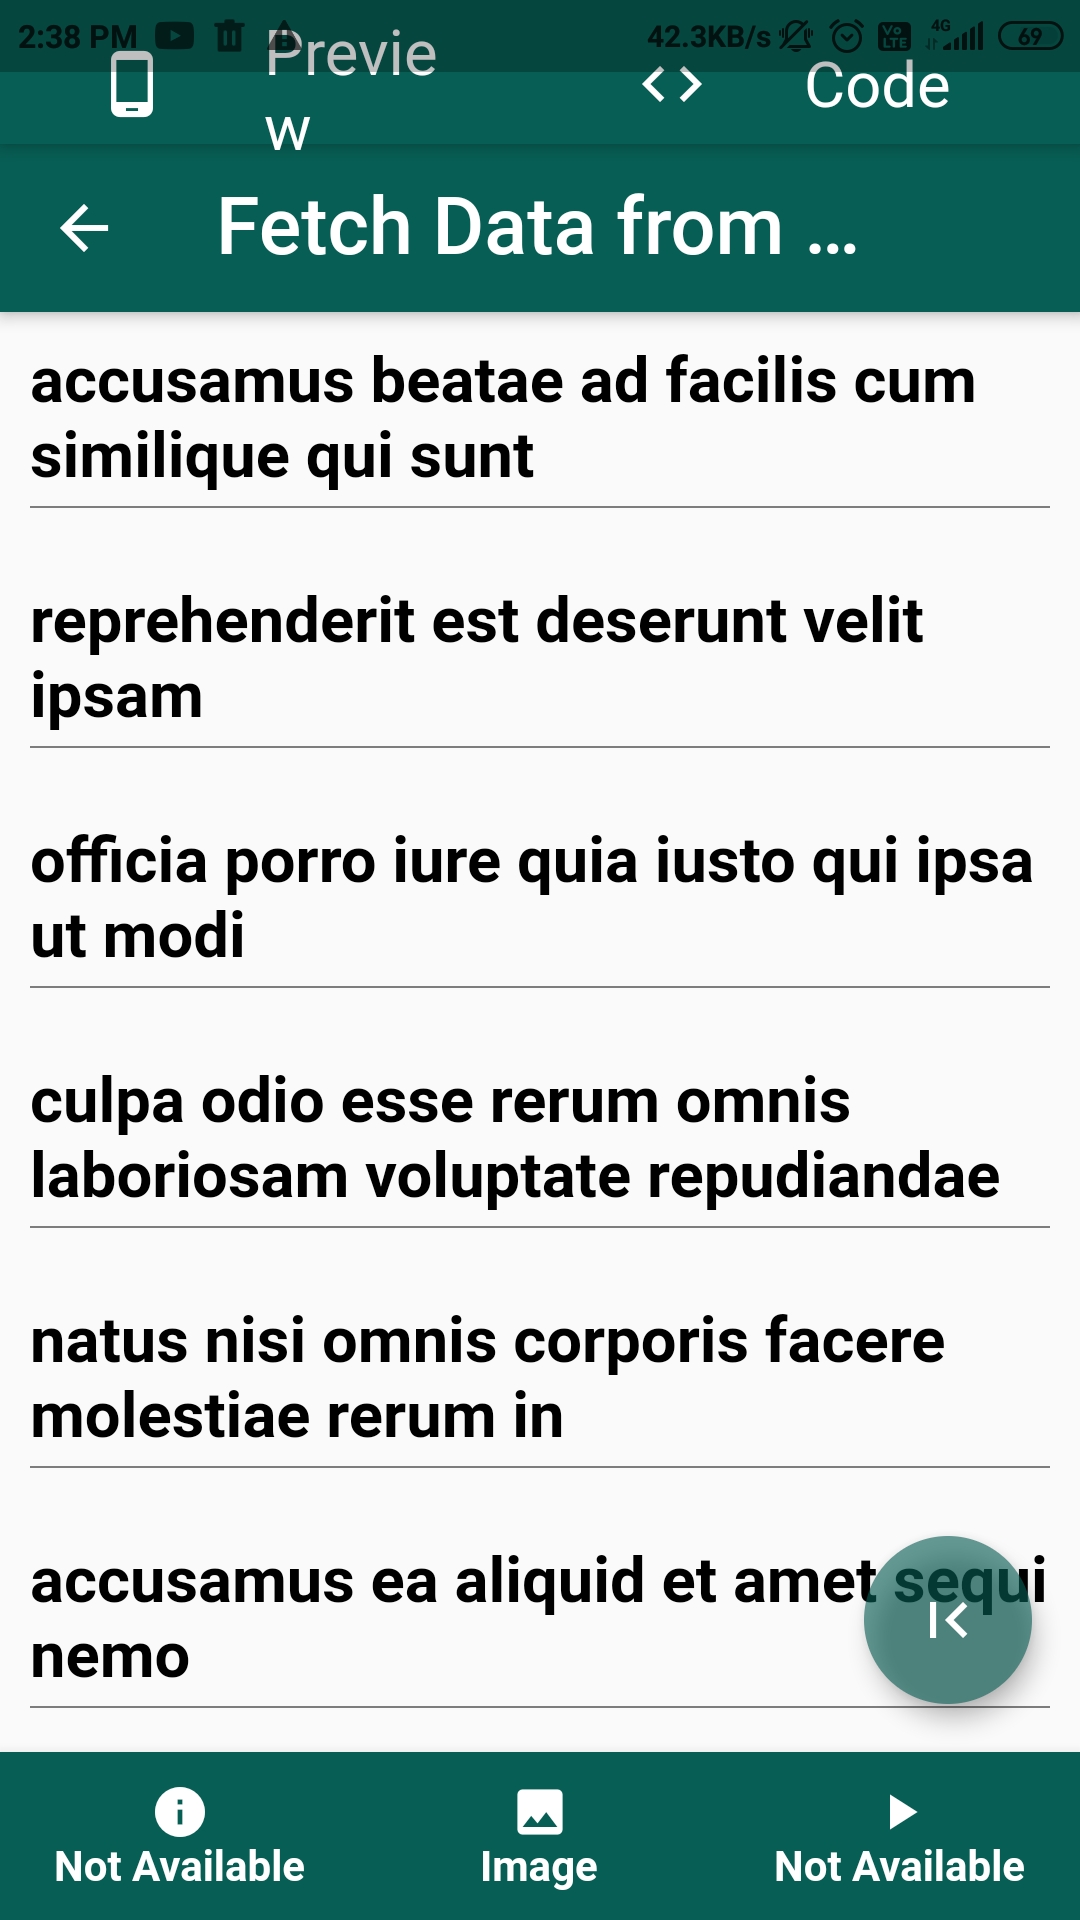 2:38 PM 42.3KB/s Vo LTE 4G 69
Previe
w
<> Code
Fetch Data from ...
accusamus beatae ad facilis cum
similique qui sunt
reprehenderit est deserunt velit
ipsam
officia porro iure quia iusto qui ipsa
ut modi
culpa odio esse rerum omnis
laboriosam voluptate repudiandae
natus nisi omnis corporis facere
molestiae rerum in
accusamus ea aliquid et amet sequi
nemo
Not Available Image Not Available